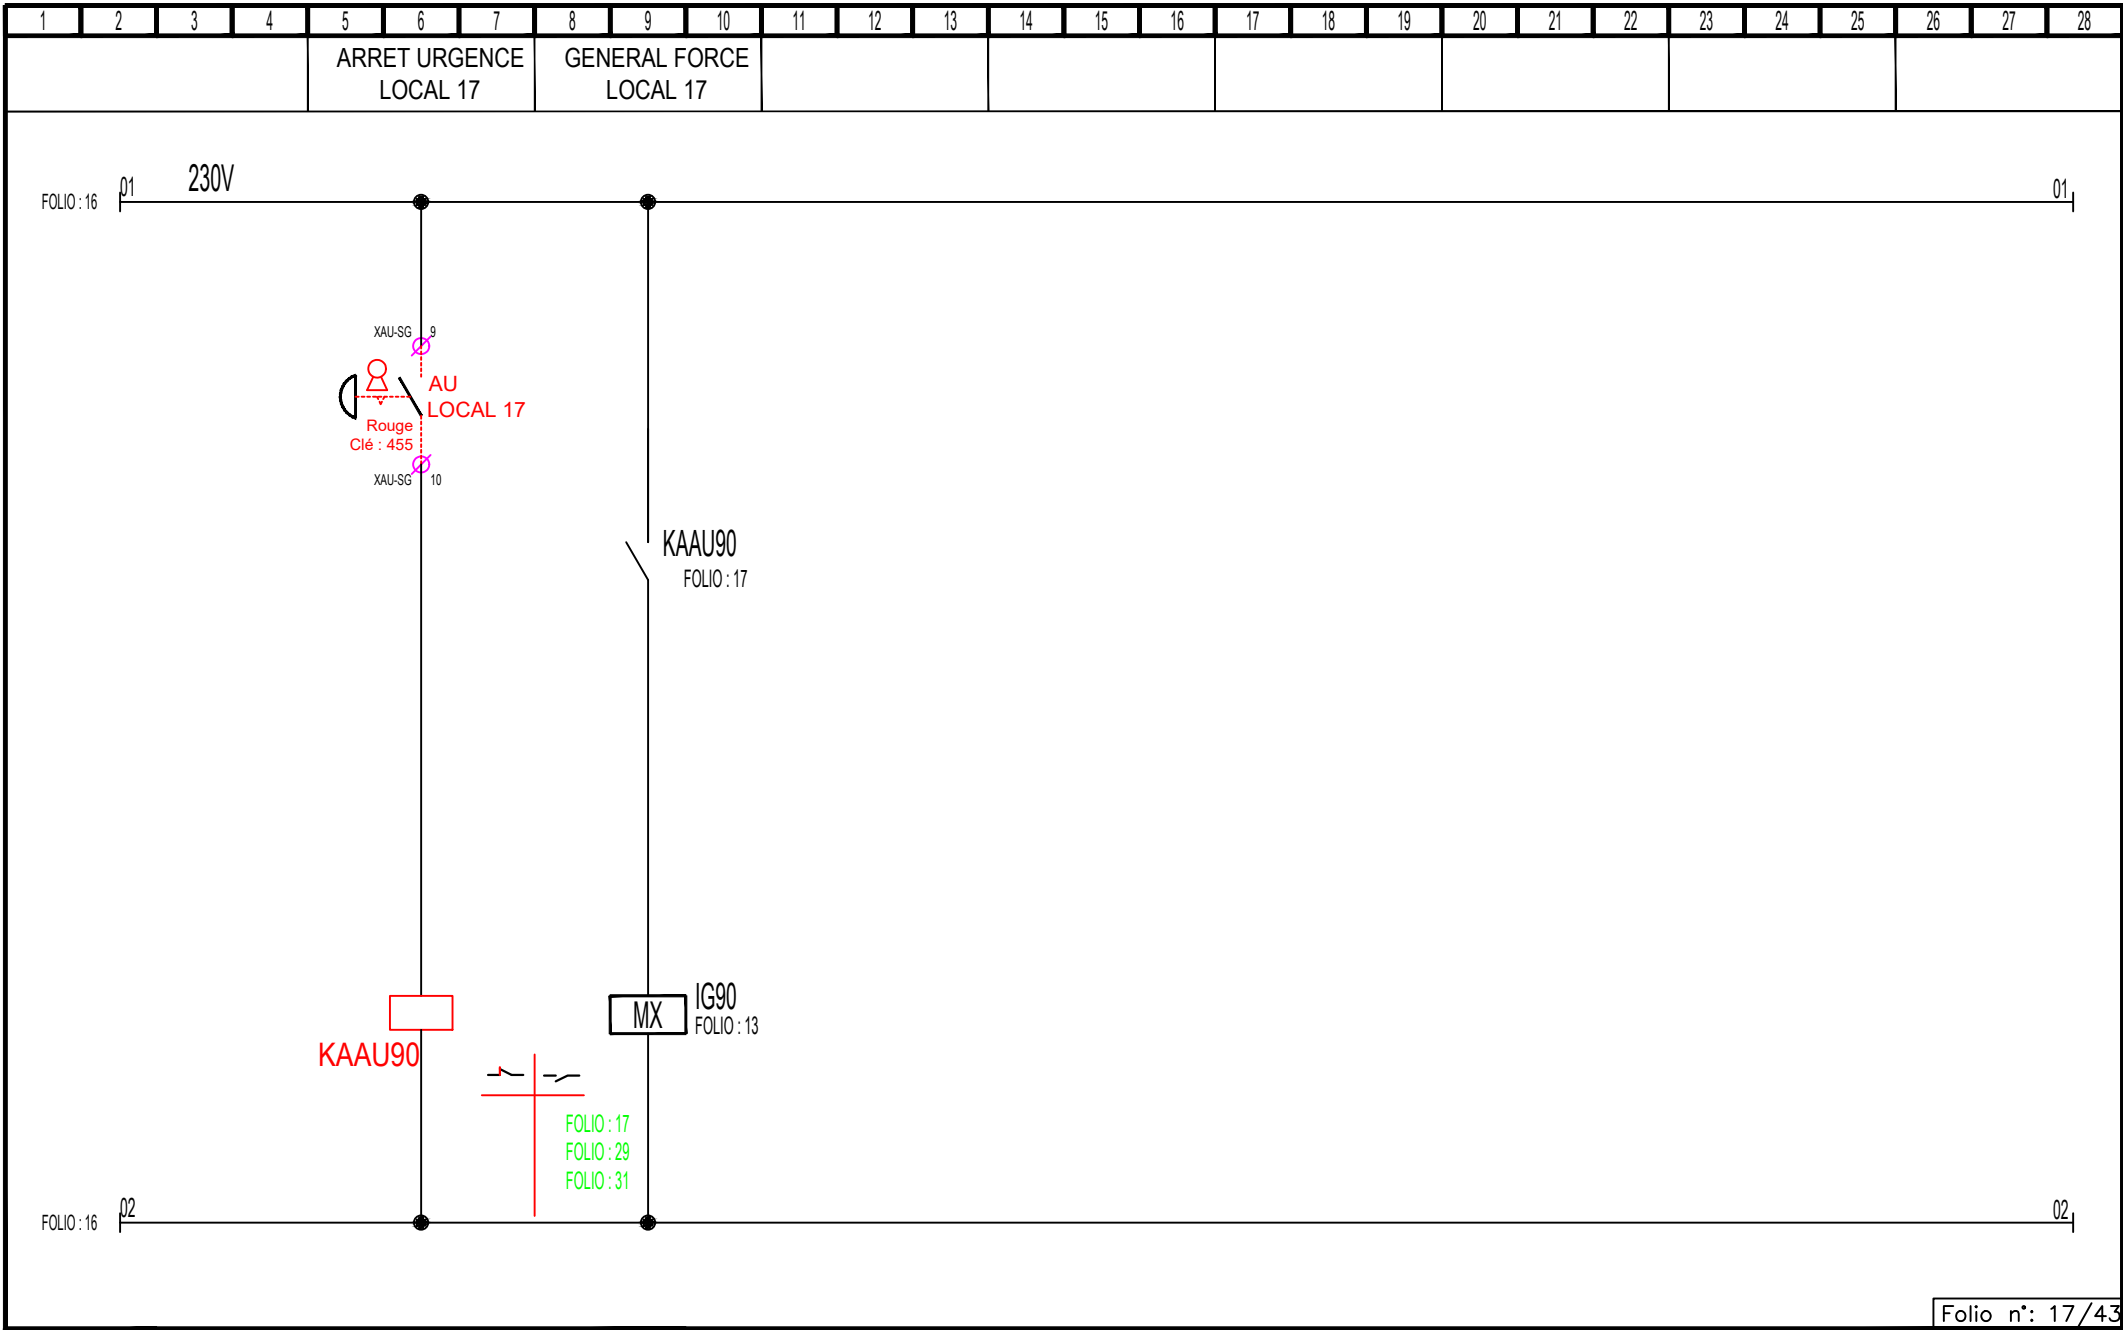 1 2 3 4 5 6 7 8 9 10 11 12 13 14 15 16 17 18 19 20 21 22 23 24 25 26 27 28
ARRET URGENCE
LOCAL 17
GENERAL FORCE
LOCAL 17
230V
FOLIO : 16 01
01
XAU-SG 9
AU
LOCAL 17
Rouge
Clé : 455
XAU-SG 10
KAAU90
FOLIO : 17
MX
IG90
FOLIO : 13
KAAU90
FOLIO : 17
FOLIO : 29
FOLIO : 31
FOLIO : 16 02
02
Folio n°: 17/43